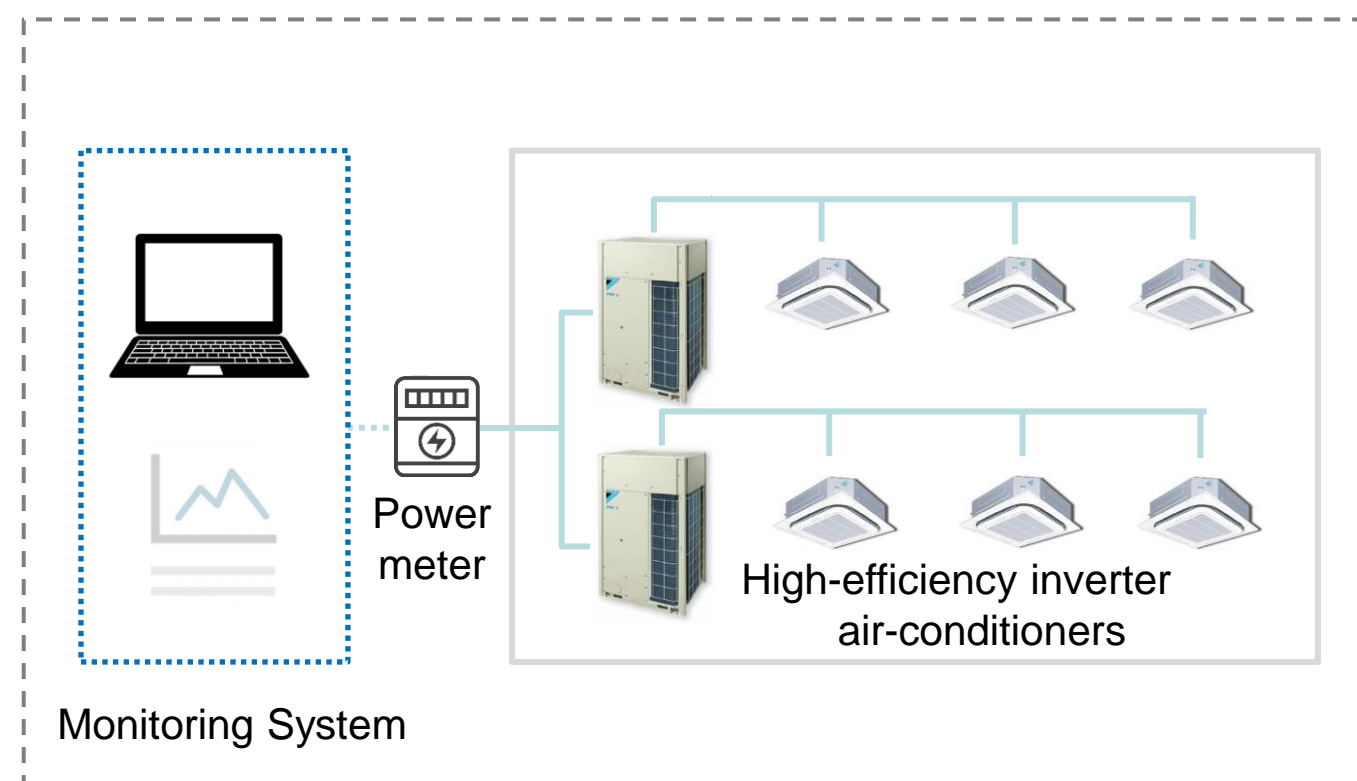 Power
meter
High-efficiency inverter
air-conditioners
Monitoring System